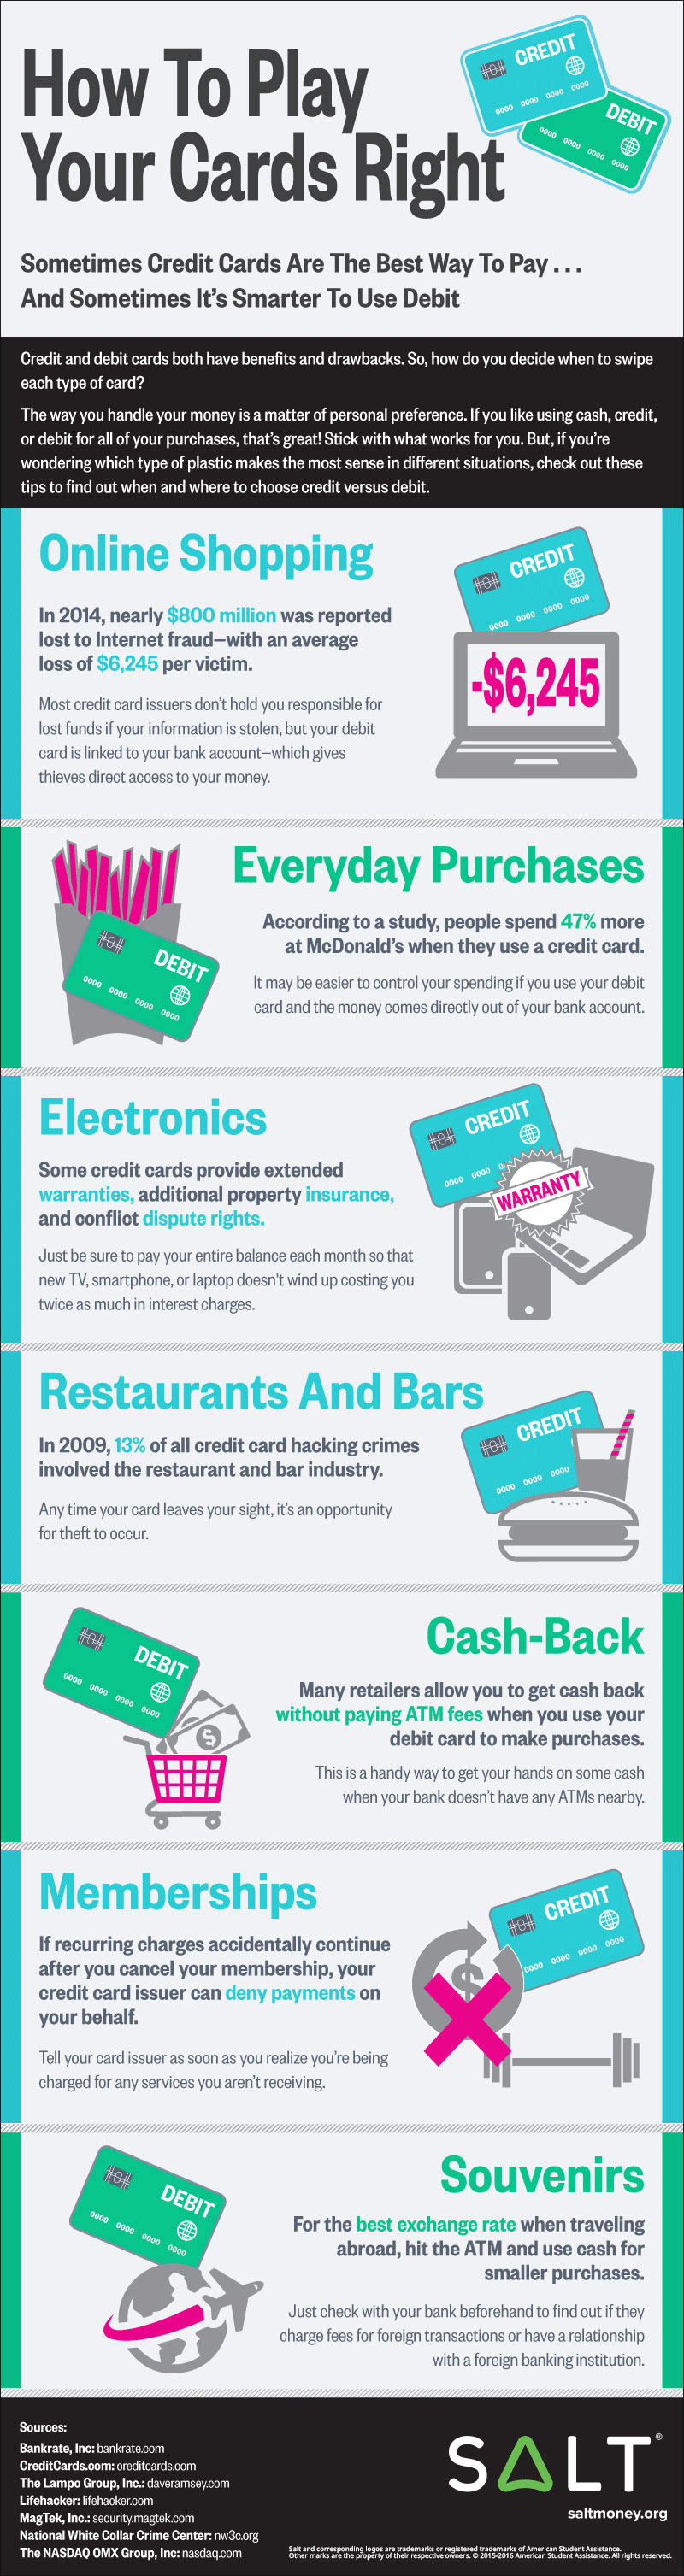 How To Play
Your Cards Right
CREDIT
0000 0000 0000 0000
DEBIT
0000 0000 0000 0000
Sometimes Credit Cards Are The Best Way To Pay . . .
And Sometimes It's Smarter To Use Debit
Credit and debit cards both have benefits and drawbacks. So, how do you decide when to swipe
each type of card?
The way you handle your money is a matter of personal preference. If you like using cash, credit,
or debit for all of your purchases, that's great! Stick with what works for you. But, if you're
wondering which type of plastic makes the most sense in different situations, check out these
tips to find out when and where to choose credit versus debit.
Online Shopping
In 2014, nearly $800 million was reported
lost to Internet fraud—with an average
loss of $6,245 per victim.
Most credit card issuers don't hold you responsible for
lost funds if your information is stolen, but your debit
card is linked to your bank account—which gives
thieves direct access to your money.
CREDIT
0000 0000 0000 0000
-$6,245
Everyday Purchases
According to a study, people spend 47% more
at McDonald's when they use a credit card.
It may be easier to control your spending if you use your debit
card and the money comes directly out of your bank account.
DEBIT
0000 0000 0000 0000
Electronics
Some credit cards provide extended
warranties, additional property insurance,
and conflict dispute rights.
Just be sure to pay your entire balance each month so that
new TV, smartphone, or laptop doesn't wind up costing you
twice as much in interest charges.
CREDIT
0000 0000 00
WARRANTY
Restaurants And Bars
In 2009, 13% of all credit card hacking crimes
involved the restaurant and bar industry.
Any time your card leaves your sight, it's an opportunity
for theft to occur.
CREDIT
0000 0000 0000
Cash-Back
Many retailers allow you to get cash back
without paying ATM fees when you use your
debit card to make purchases.
This is a handy way to get your hands on some cash
when your bank doesn't have any ATMs nearby.
DEBIT
0000 0000 0000 0000
$
Memberships
If recurring charges accidentally continue
after you cancel your membership, your
credit card issuer can deny payments on
your behalf.
Tell your card issuer as soon as you realize you're being
charged for any services you aren't receiving.
CREDIT
0000 0000 0000 0000
$
Souvenirs
For the best exchange rate when traveling
abroad, hit the ATM and use cash for
smaller purchases.
Just check with your bank beforehand to find out if they
charge fees for foreign transactions or have a relationship
with a foreign banking institution.
DEBIT
0000 0000 0000 0000
Sources:
Bankrate, Inc: bankrate.com
CreditCards.com: creditcards.com
The Lampo Group, Inc.: daveramsey.com
Lifehacker: lifehacker.com
MagTek, Inc.: security.magtek.com
National White Collar Crime Center: nw3c.org
The NASDAQ OMX Group, Inc: nasdaq.com
SALT®
saltmoney.org
Salt and corresponding logos are trademarks or registered trademarks of American Student Assistance.
Other marks are the property of their respective owners. © 2015-2016 American Student Assistance. All rights reserved.